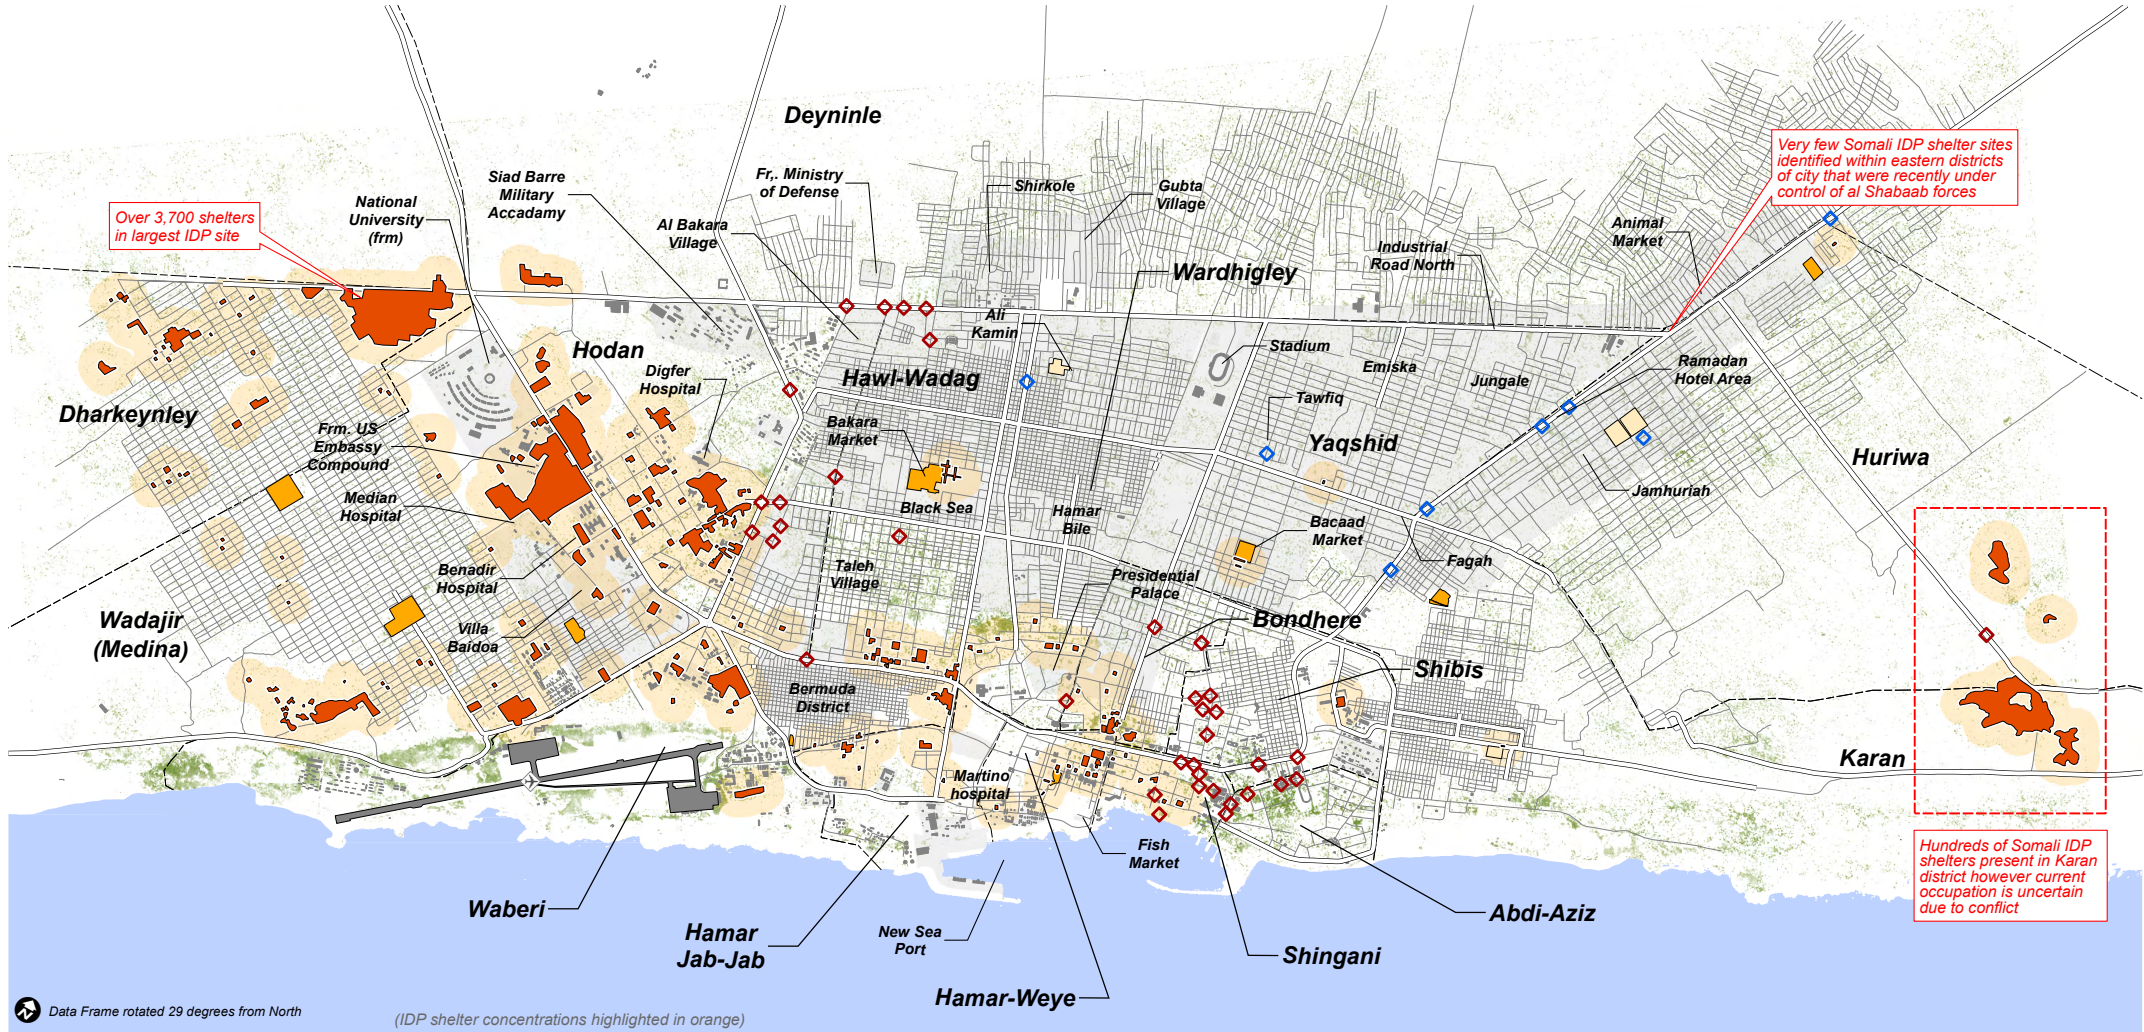 Deyninle
Very few Somali IDP shelter sites
identified within eastern districts
of city that were recently under
control of al Shabaab forces
Siad Barre
Military
Accadamy
Fr,. Ministry
of Defense
Shirkole
Gubta
Village
National
University
(frm)
Over 3,700 shelters
in largest IDP site
Al Bakara
Village
Animal
Market
Industrial
Road North
Wardhigley
Ali
Kamin
Hodan
Stadium
Emiska
Jungale
Ramadan
Hotel Area
Digfer
Hospital
Hawl-Wadag
Tawfiq
Dharkeynley
Frm. US
Embassy
Compound
Bakara
Market
Yaqshid
Huriwa
Median
Hospital
Black Sea
Hamar
Bile
Jamhuriah
Bacaad
Market
Fagah
Benadir
Hospital
Taleh
Village
Presidential
Palace
Wadajir
(Medina)
Villa
Baidoa
Bondhere
Shibis
Bermuda
District
Karan
Martino
hospital
Fish
Market
Hundreds of Somali IDP
shelters present in Karan
district however current
occupation is uncertain
due to conflict
Waberi
Abdi-Aziz
Hamar
Jab-Jab
New Sea
Port
Shingani
Hamar-Weye
Data Frame rotated 29 degrees from North
(IDP shelter concentrations highlighted in orange)